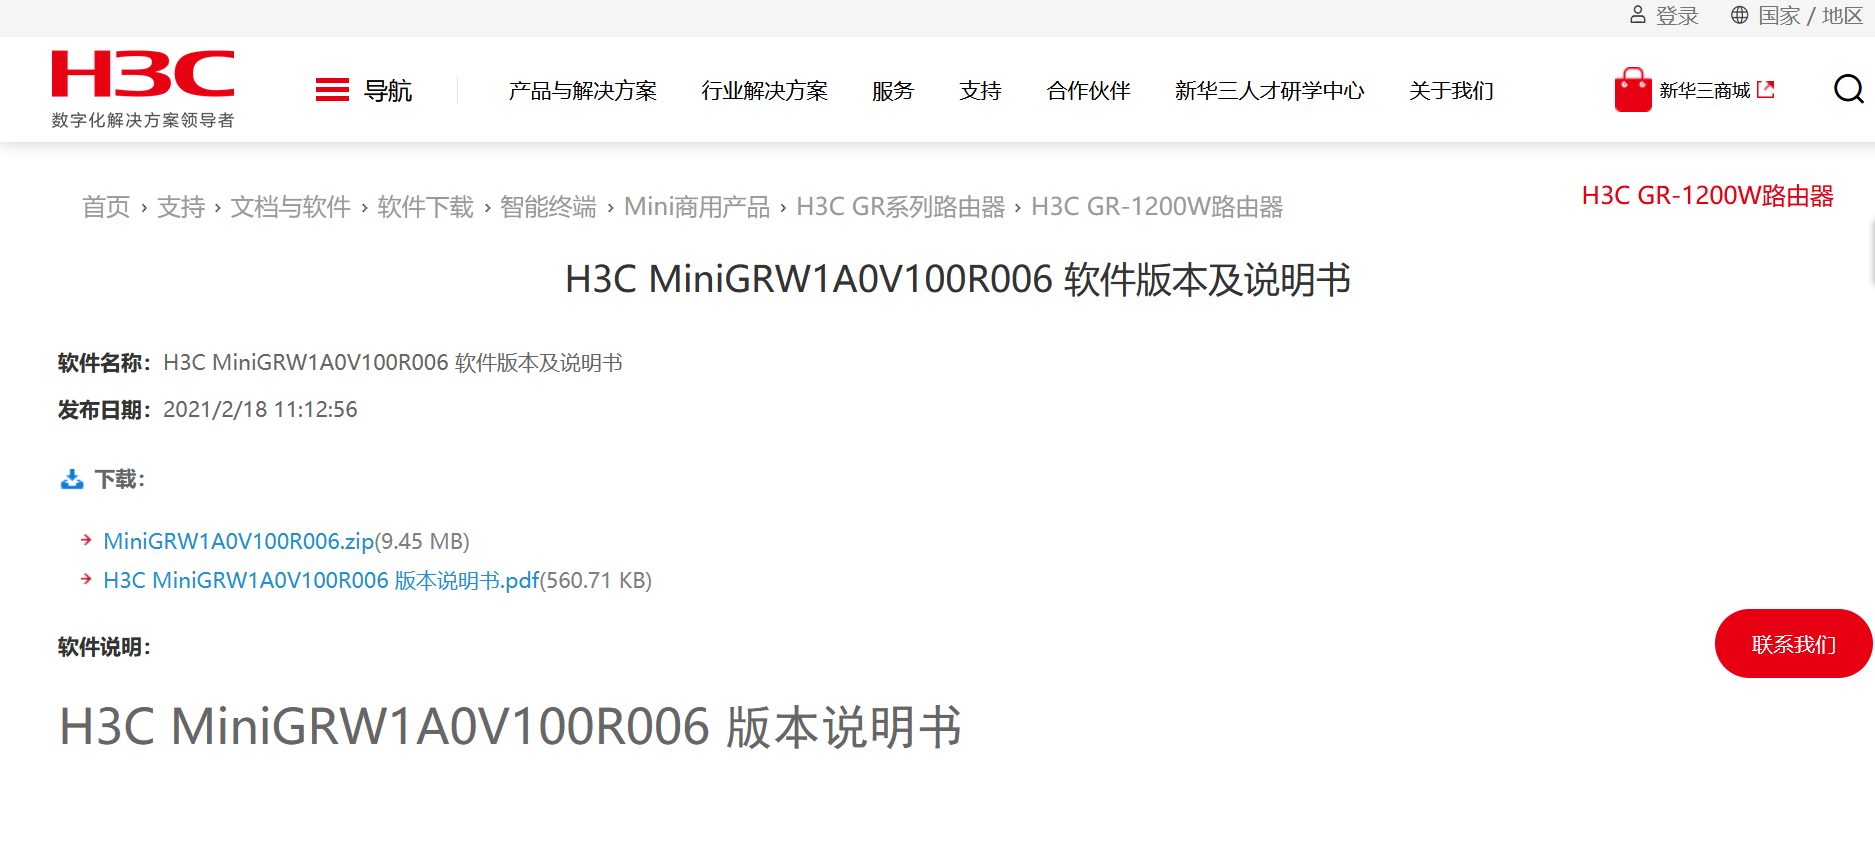 登录 国家 / 地区
H3C
数字化解决方案领导者
导航 产品与解决方案 行业解决方案 服务 支持 合作伙伴 新华三人才研学中心 关于我们 新华三商城
首页 › 支持 › 文档与软件 › 软件下载 › 智能终端 › Mini商用产品 › H3C GR系列路由器 › H3C GR-1200W路由器
H3C GR-1200W路由器
H3C MiniGRW1A0V100R006 软件版本及说明书
软件名称：H3C MiniGRW1A0V100R006 软件版本及说明书
发布日期：2021/2/18 11:12:56
下载：
MiniGRW1A0V100R006.zip(9.45 MB)
H3C MiniGRW1A0V100R006 版本说明书.pdf(560.71 KB)
软件说明：
联系我们
H3C MiniGRW1A0V100R006 版本说明书